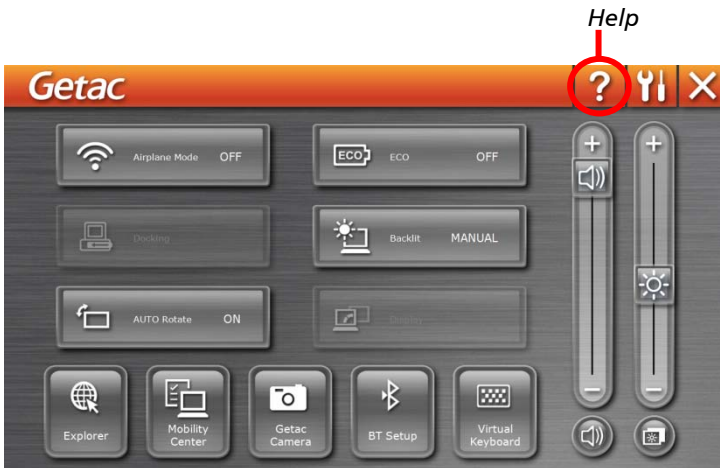 Help
Getac
?
Airplane Mode OFF
ECO ECO OFF
Docking
Backlit MANUAL
AUTO Rotate ON
Display
Explorer
Mobility
Center
Getac
Camera
BT Setup
Virtual
Keyboard